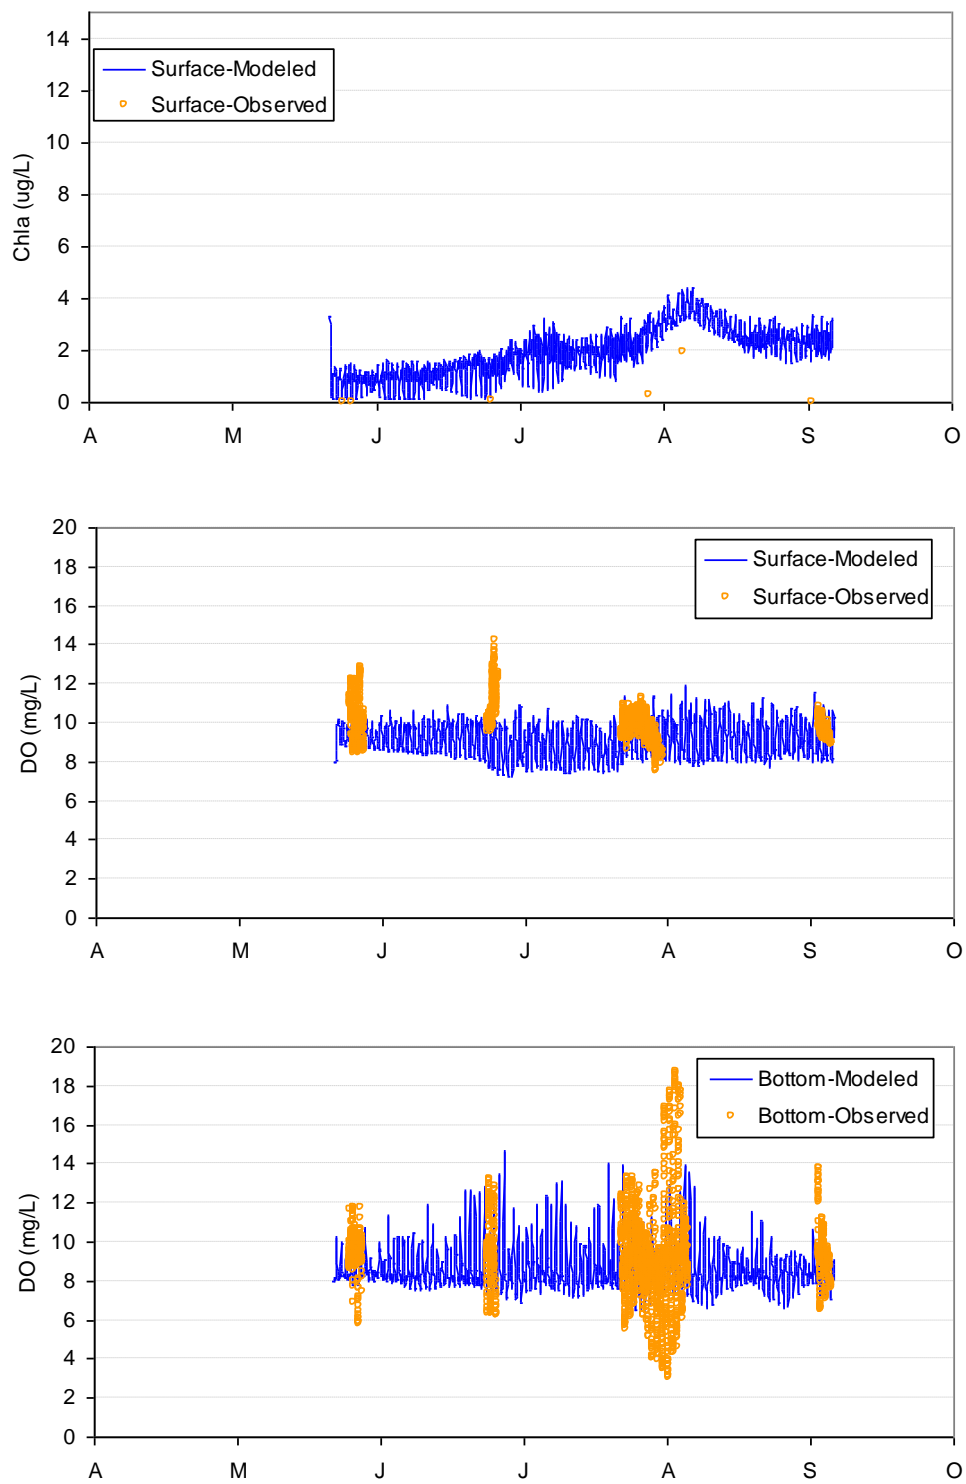 14
12
10
8
6
4
2
0
Chla (ug/L)
Surface-Modeled
Surface-Observed
A M J J A S O
20
18
16
14
12
10
8
6
4
2
0
DO (mg/L)
Surface-Modeled
Surface-Observed
A M J J A S O
20
18
16
14
12
10
8
6
4
2
0
DO (mg/L)
Bottom-Modeled
Bottom-Observed
A M J J A S O